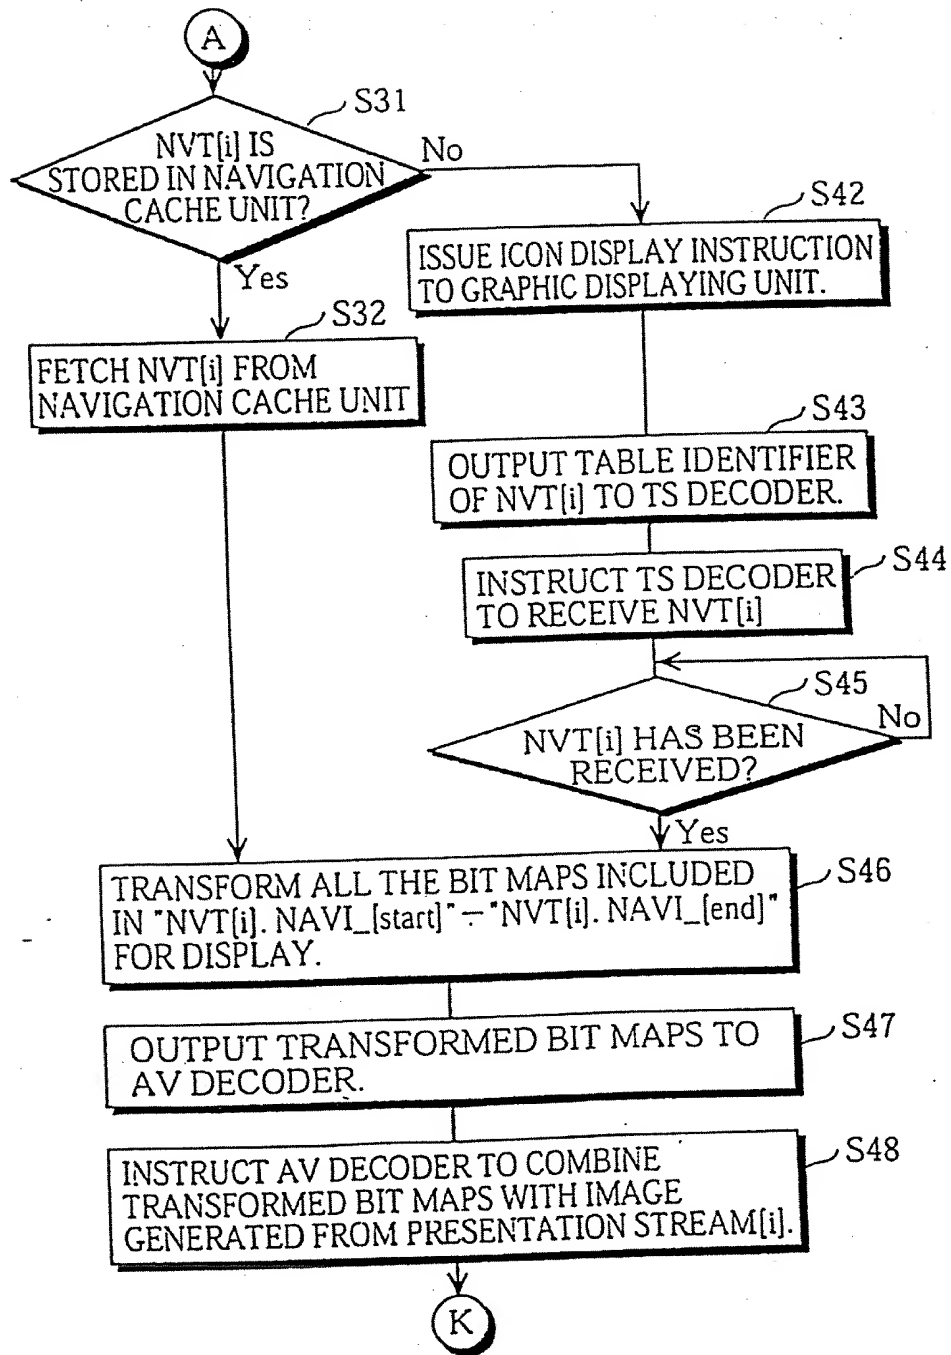 A
S31
NVT[i] IS
STORED IN NAVIGATION
CACHE UNIT?
No
Yes
S42
ISSUE ICON DISPLAY INSTRUCTION
TO GRAPHIC DISPLAYING UNIT.
S32
FETCH NVT[i] FROM
NAVIGATION CACHE UNIT
S43
OUTPUT TABLE IDENTIFIER
OF NVT[i] TO TS DECODER.
S44
INSTRUCT TS DECODER
TO RECEIVE NVT[i]
S45
NVT[i] HAS BEEN
RECEIVED?
No
Yes
S46
TRANSFORM ALL THE BIT MAPS INCLUDED
IN "NVT[i]. NAVI_[start]" – "NVT[i]. NAVI_[end]"
FOR DISPLAY.
S47
OUTPUT TRANSFORMED BIT MAPS TO
AV DECODER.
S48
INSTRUCT AV DECODER TO COMBINE
TRANSFORMED BIT MAPS WITH IMAGE
GENERATED FROM PRESENTATION STREAM[i].
K